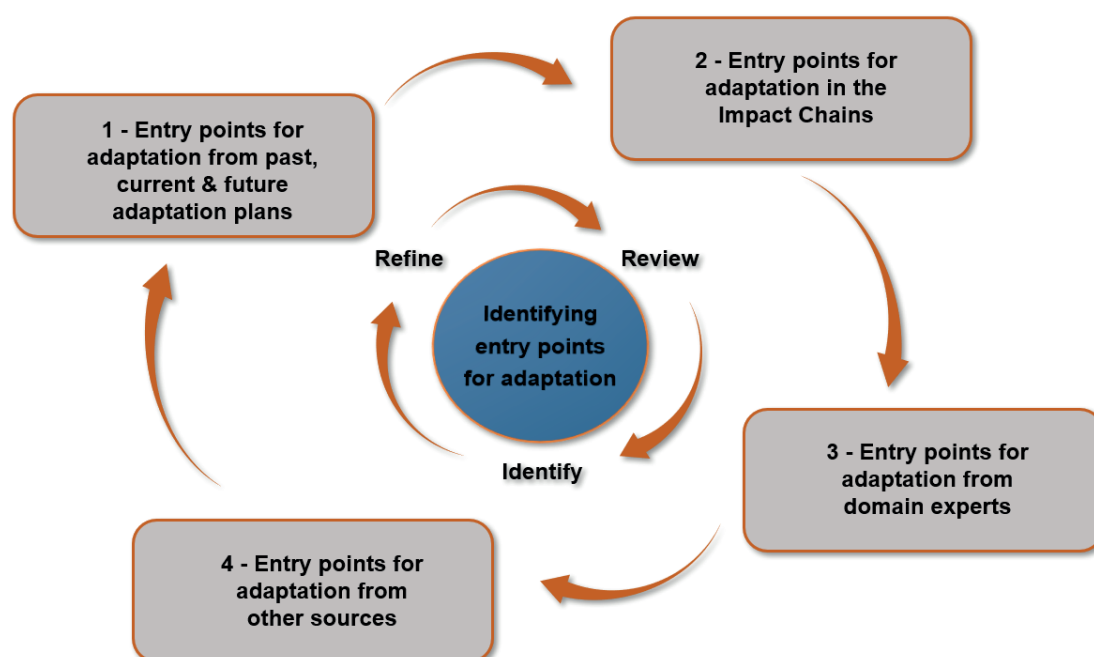 1 - Entry points for
adaptation from past,
current & future
adaptation plans
2 - Entry points for
adaptation in the
Impact Chains
Refine
Review
Identifying
entry points
for adaptation
Identify
3 - Entry points for
adaptation from
domain experts
4 - Entry points for
adaptation from
other sources